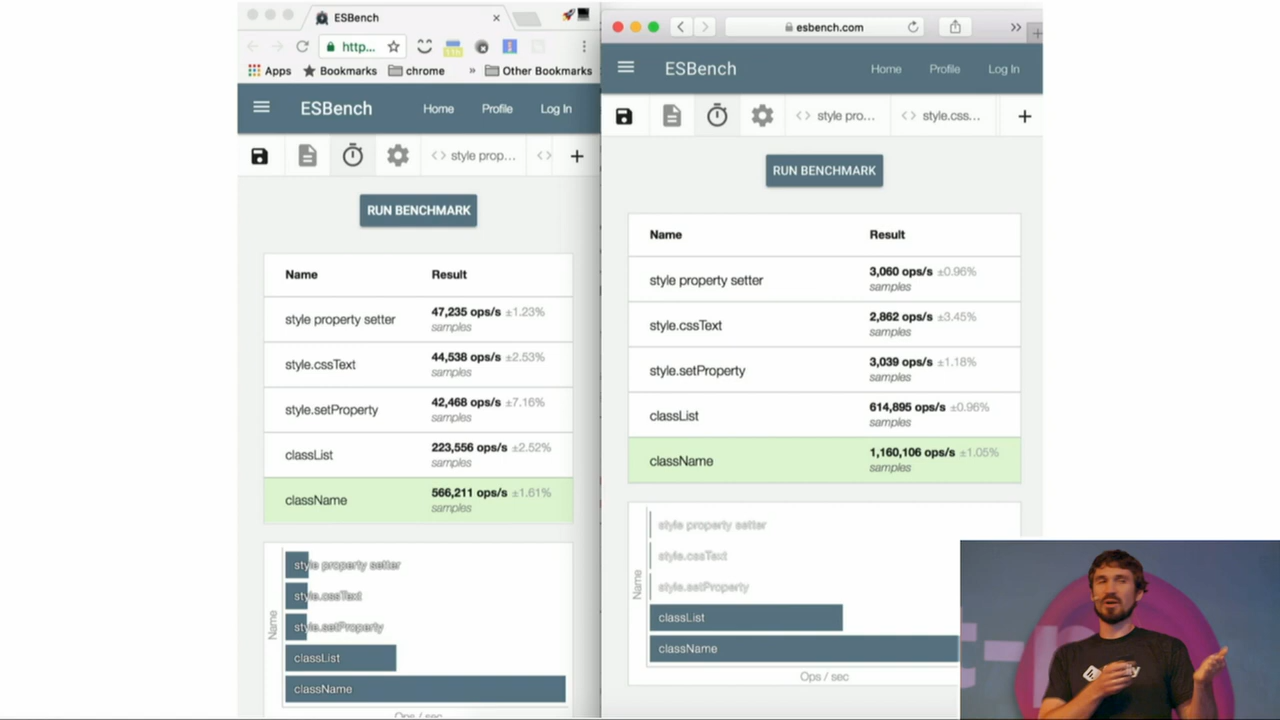 ESBench
http...
Apps
Bookmarks
chrome
»
Other Bookmarks
ESBench
Home
Profile
Log In
<> style prop...
<>
+
RUN BENCHMARK
Name
Result
style property setter
47,235 ops/s ±1.23%
samples
style.cssText
44,538 ops/s ±2.53%
samples
style.setProperty
42,468 ops/s ±7.16%
samples
classList
223,556 ops/s ±2.52%
samples
className
566,211 ops/s ±1.61%
samples
Name
style property setter
style.cssText
style.setProperty
classList
className
Ops / sec
esbench.com
»
ESBench
Home
Profile
Log In
<> style pro...
<> style.css...
+
RUN BENCHMARK
Name
Result
style property setter
3,060 ops/s ±0.96%
samples
style.cssText
2,862 ops/s ±3.45%
samples
style.setProperty
3,039 ops/s ±1.18%
samples
classList
614,895 ops/s ±0.96%
samples
className
1,160,106 ops/s ±1.05%
samples
Name
style property setter
style.cssText
style.setProperty
classList
className
Ops / sec